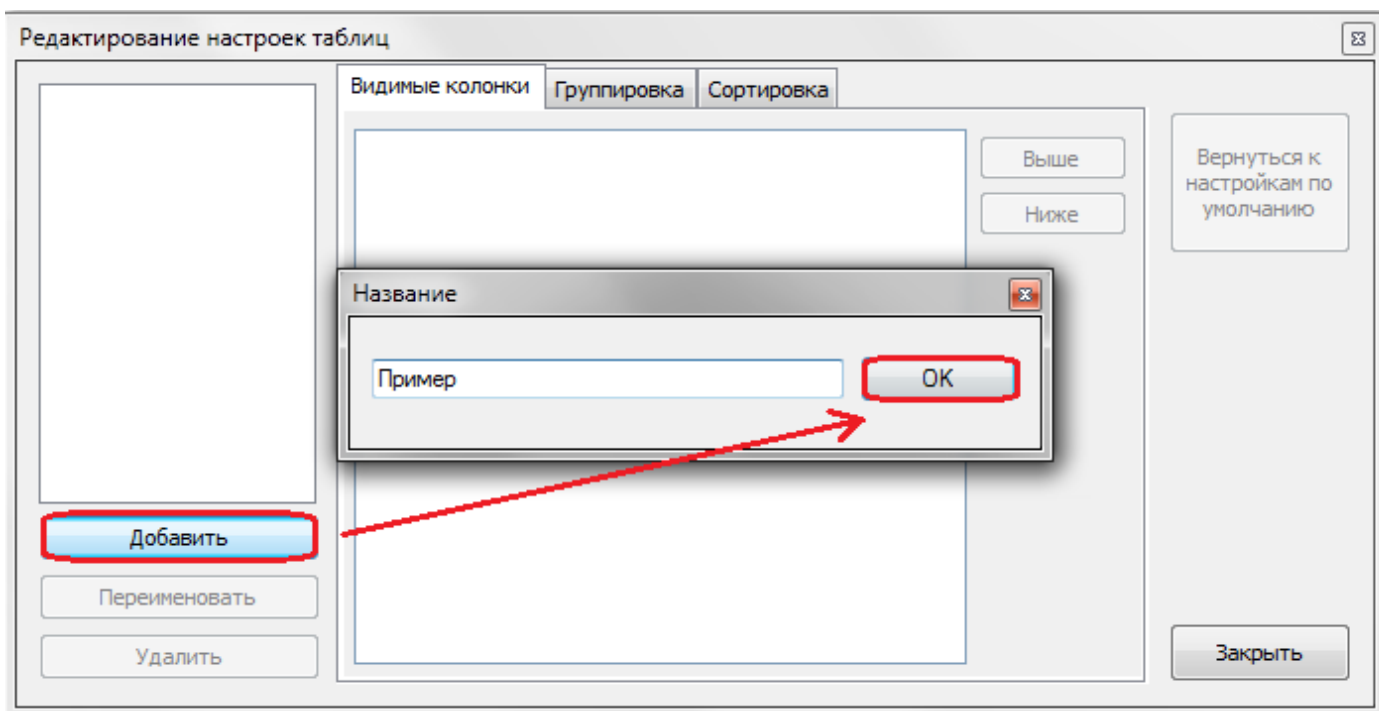 Редактирование настроек таблиц
Видимые колонки
Группировка
Сортировка
Выше
Ниже
Вернуться к
настройкам по
умолчанию
Название
Пример
OK
Добавить
Переименовать
Удалить
Закрыть